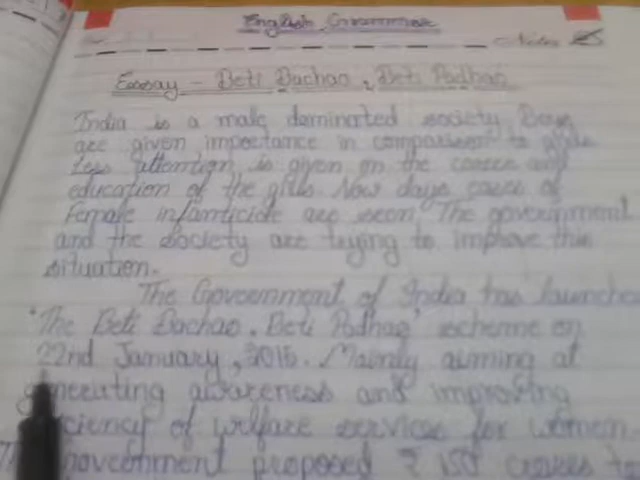 English Grammar
Notes
Essay - Beti Bachao, Beti Padhao
India is a male dominated society Boys
are given importance in comparison to girls
Less attention is given on the career and
education of the girls. Now days cases of
female infanticide are seen The government
and the society are trying to improve this
situation.
The Government of India has launched
'The Beti Bachao, Beti Padhao' scheme on
22nd January, 2015. Mainly aiming at
generating awareness and improving
efficiency of welfare services for women.
The government proposed ₹ 150 crores to